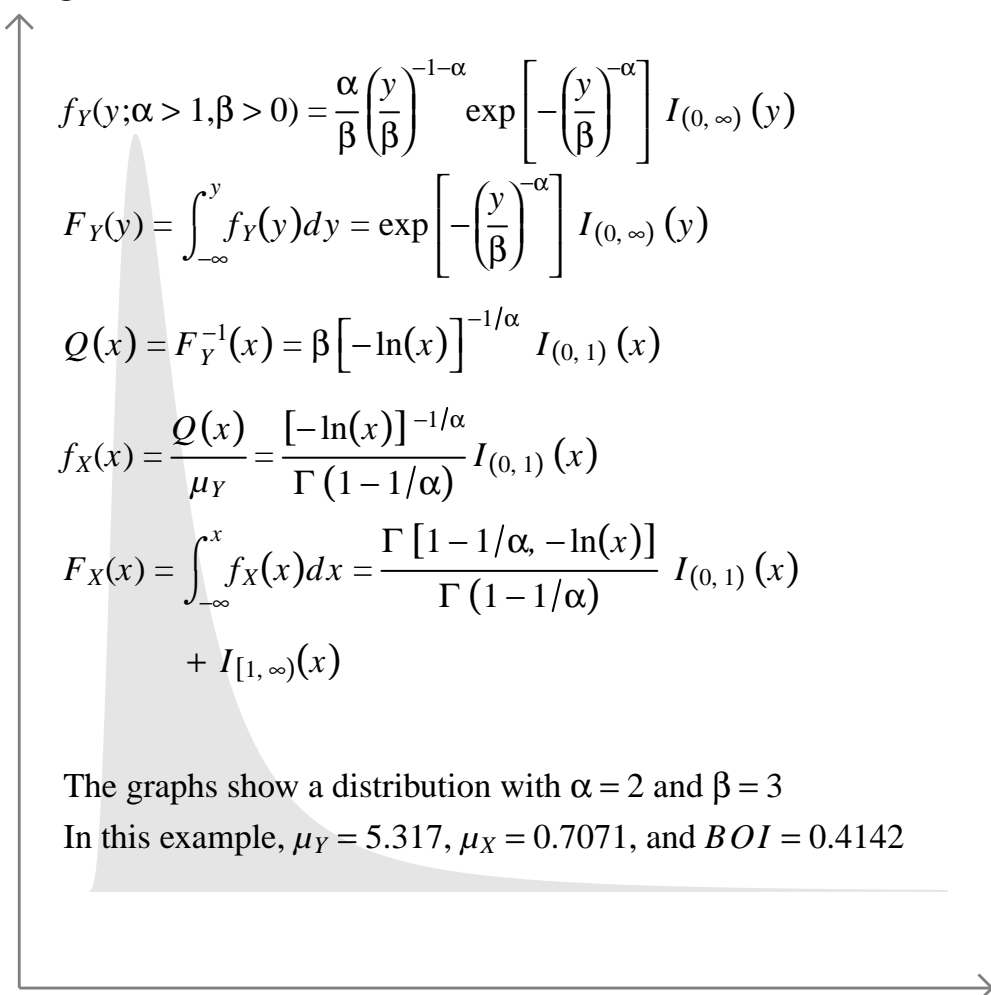 f_Y(y;α > 1,β > 0) = α/β (y/β)^{−1−α} exp[−(y/β)^{−α}] I_{(0, ∞)} (y)
F_Y(y) = ∫_{−∞}^{y} f_Y(y)dy = exp[−(y/β)^{−α}] I_{(0, ∞)} (y)
Q(x) = F_Y^{−1}(x) = β[−ln(x)]^{−1/α} I_{(0, 1)} (x)
f_X(x) = Q(x)/μ_Y = [−ln(x)]^{−1/α}/Γ (1 − 1/α) I_{(0, 1)} (x)
F_X(x) = ∫_{−∞}^{x} f_X(x)dx = Γ [1 − 1/α, −ln(x)]/Γ (1 − 1/α) I_{(0, 1)} (x)
+ I_{[1, ∞)}(x)
The graphs show a distribution with α = 2 and β = 3
In this example, μ_Y = 5.317, μ_X = 0.7071, and BOI = 0.4142